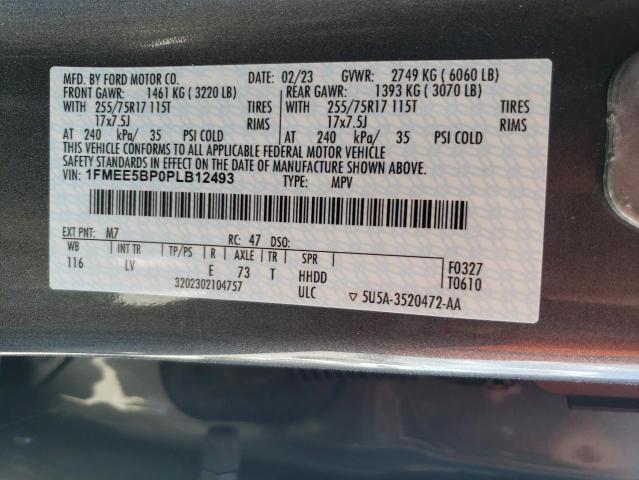 MFD. BY FORD MOTOR CO. DATE: 02/23 GVWR: 2749 KG ( 6060 LB)
FRONT GAWR: 1461 KG ( 3220 LB) REAR GAWR: 1393 KG ( 3070 LB)
WITH 255/75R17 115T TIRES WITH 255/75R17 115T TIRES
17x7.5J RIMS 17x7.5J RIMS
AT 240 kPa/ 35 PSI COLD AT 240 kPa/ 35 PSI COLD
THIS VEHICLE CONFORMS TO ALL APPLICABLE FEDERAL MOTOR VEHICLE
SAFETY STANDARDS IN EFFECT ON THE DATE OF MANUFACTURE SHOWN ABOVE.
VIN: 1FMEE5BP0PLB12493 TYPE: MPV
EXT PNT: M7 RC: 47 DSO:
WB INT TR TP/PS R AXLE TR SPR F0327
116 LV E 73 T HHDD T0610
3202302104757 ULC ▽ 5U5A-3520472-AA